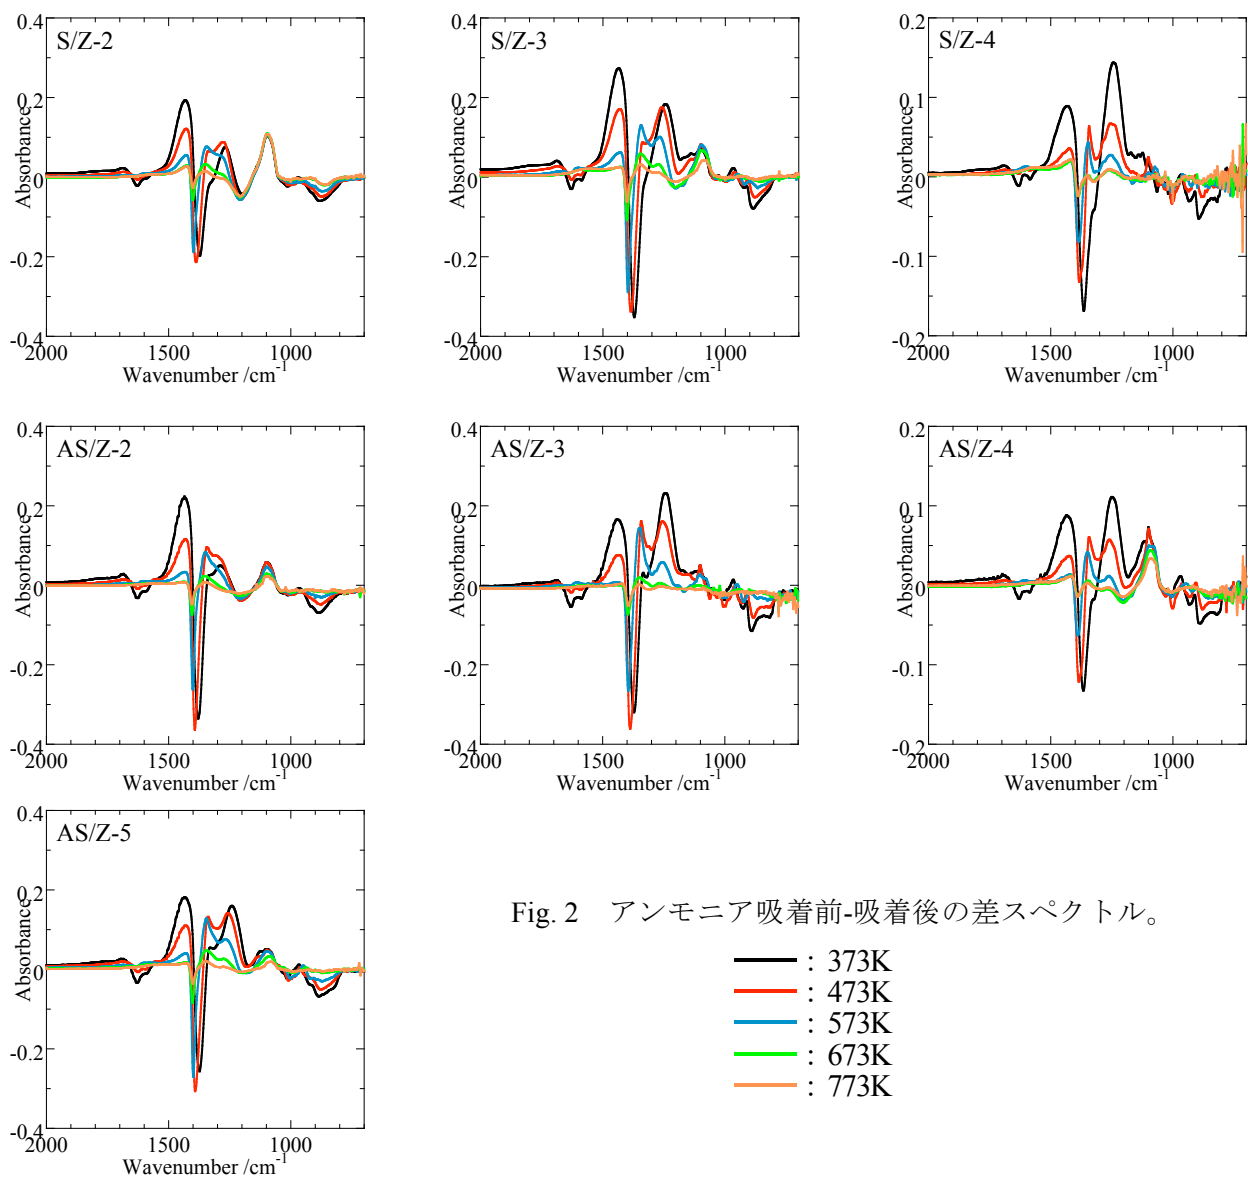 S/Z-2
0.4
0.2
0
-0.2
-0.4
Absorbance
2000 1500 1000
Wavenumber /cm-1
S/Z-3
0.4
0.2
0
-0.2
-0.4
Absorbance
2000 1500 1000
Wavenumber /cm-1
S/Z-4
0.2
0.1
0
-0.1
-0.2
Absorbance
2000 1500 1000
Wavenumber /cm-1
AS/Z-2
0.4
0.2
0
-0.2
-0.4
Absorbance
2000 1500 1000
Wavenumber /cm-1
AS/Z-3
0.4
0.2
0
-0.2
-0.4
Absorbance
2000 1500 1000
Wavenumber /cm-1
AS/Z-4
0.2
0.1
0
-0.1
-0.2
Absorbance
2000 1500 1000
Wavenumber /cm-1
AS/Z-5
0.4
0.2
0
-0.2
-0.4
Absorbance
2000 1500 1000
Wavenumber /cm-1
Fig. 2 アンモニア吸着前-吸着後の差スペクトル。
: 373K
: 473K
: 573K
: 673K
: 773K